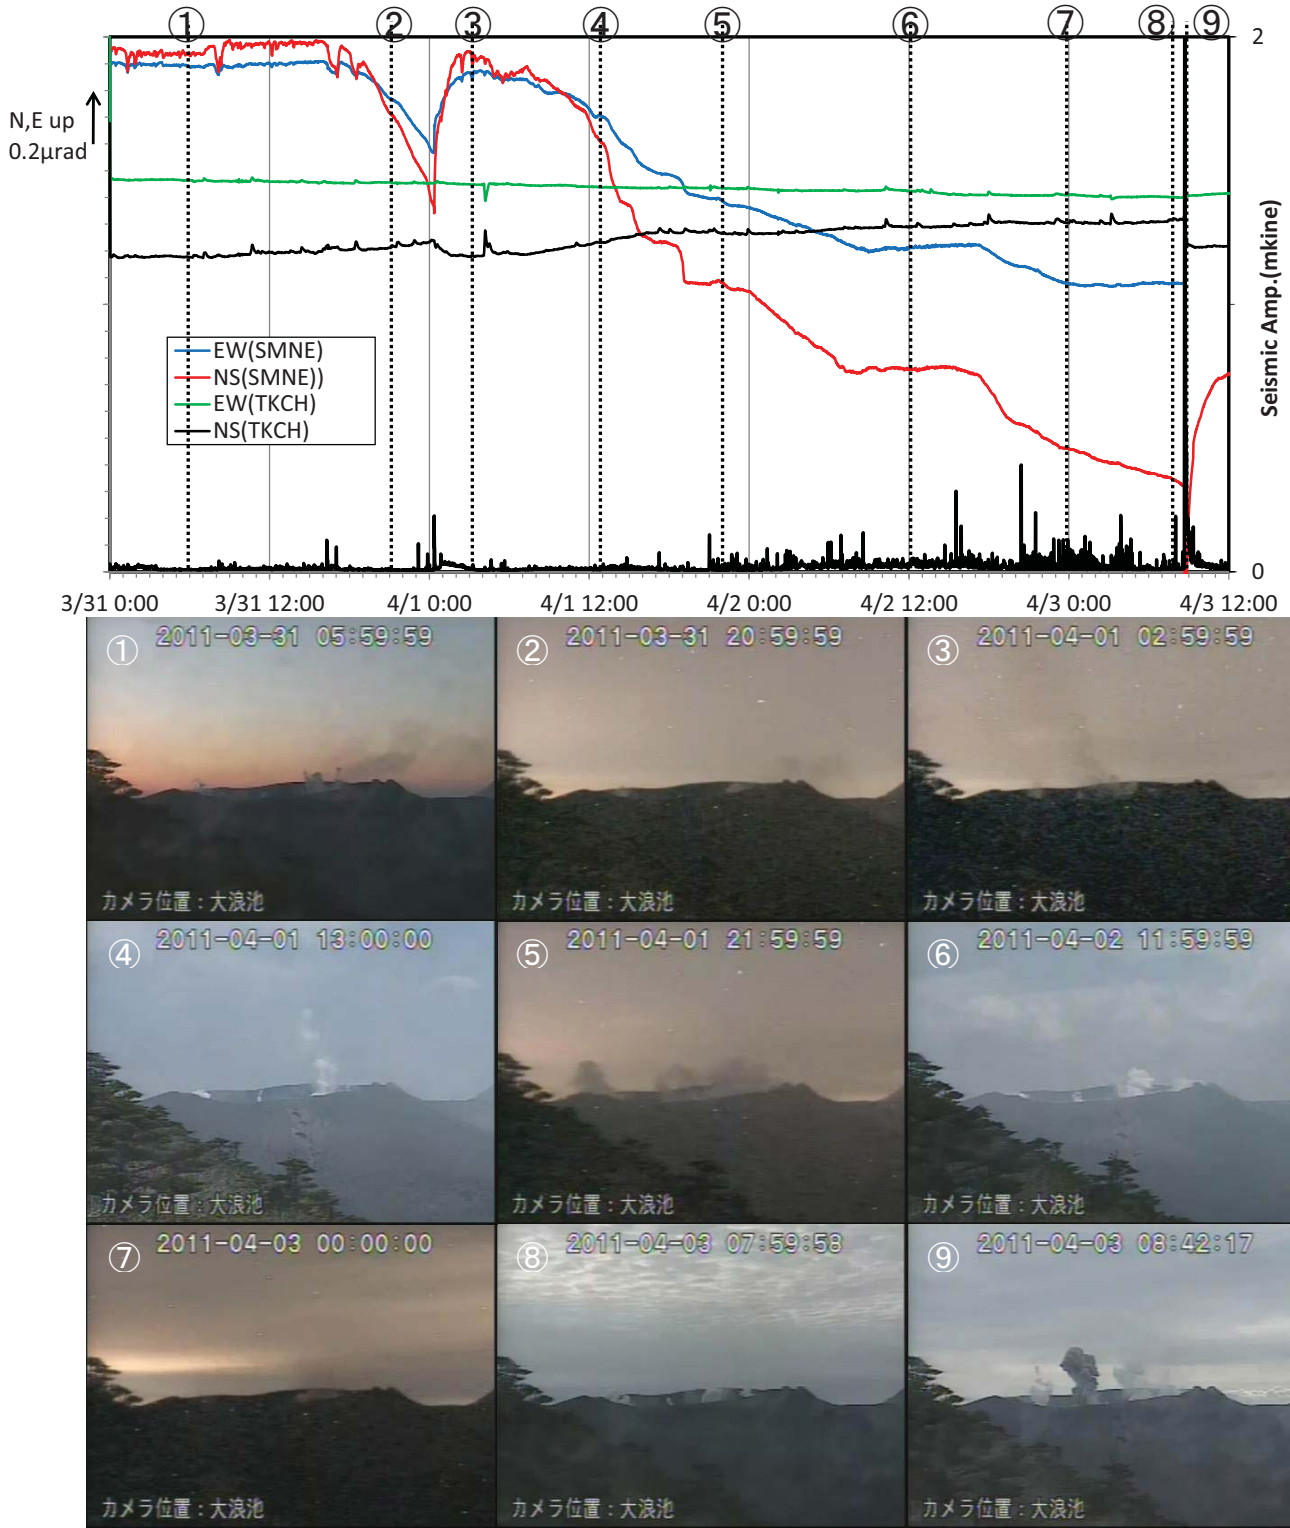 ① ② ③ ④ ⑤ ⑥ ⑦ ⑧ ⑨
2
N,E up
0.2μrad
Seismic Amp.(mkine)
EW(SMNE)
NS(SMNE))
EW(TKCH)
NS(TKCH)
0
3/31 0:00 3/31 12:00 4/1 0:00 4/1 12:00 4/2 0:00 4/2 12:00 4/3 0:00 4/3 12:00
① 2011-03-31 05:59:59
カメラ位置：大浪池
② 2011-03-31 20:59:59
カメラ位置：大浪池
③ 2011-04-01 02:59:59
カメラ位置：大浪池
④ 2011-04-01 13:00:00
カメラ位置：大浪池
⑤ 2011-04-01 21:59:59
カメラ位置：大浪池
⑥ 2011-04-02 11:59:59
カメラ位置：大浪池
⑦ 2011-04-03 00:00:00
カメラ位置：大浪池
⑧ 2011-04-03 07:59:58
カメラ位置：大浪池
⑨ 2011-04-03 08:42:17
カメラ位置：大浪池